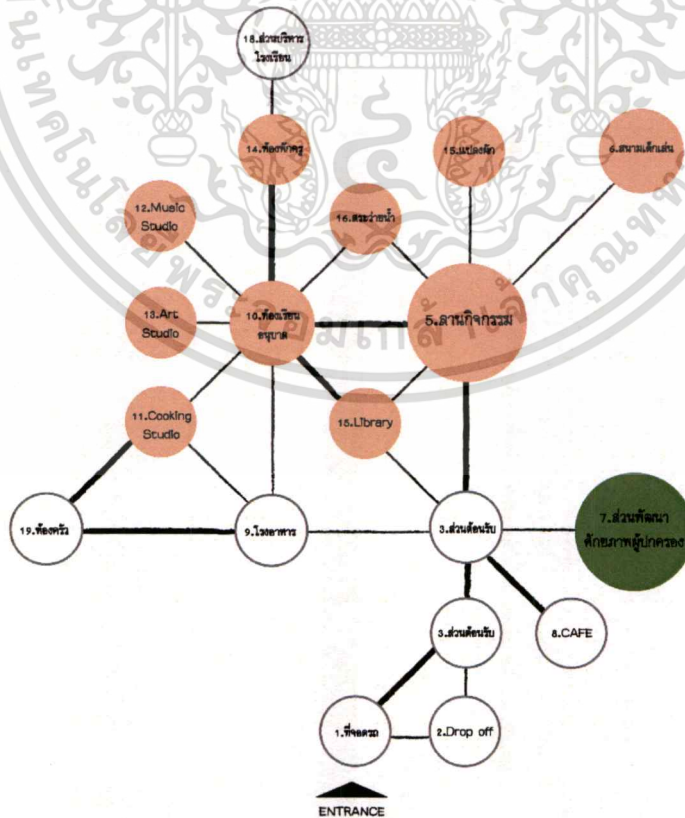 18.ส่วนบริหาร
โรงเรียน
14.ห้องพักครู
15.แปลงผัก
6.สนามเด็กเล่น
12.Music
Studio
16.สระว่ายน้ำ
13.Art
Studio
10.ห้องเรียน
อนุบาล
5.ลานกิจกรรม
11.Cooking
Studio
15.Library
19.ห้องครัว
9.โรงอาหาร
3.ส่วนต้อนรับ
7.ส่วนพัฒนา
ศักยภาพผู้ปกครอง
3.ส่วนต้อนรับ
8.CAFE
1.ที่จอดรถ
2.Drop off
ENTRANCE